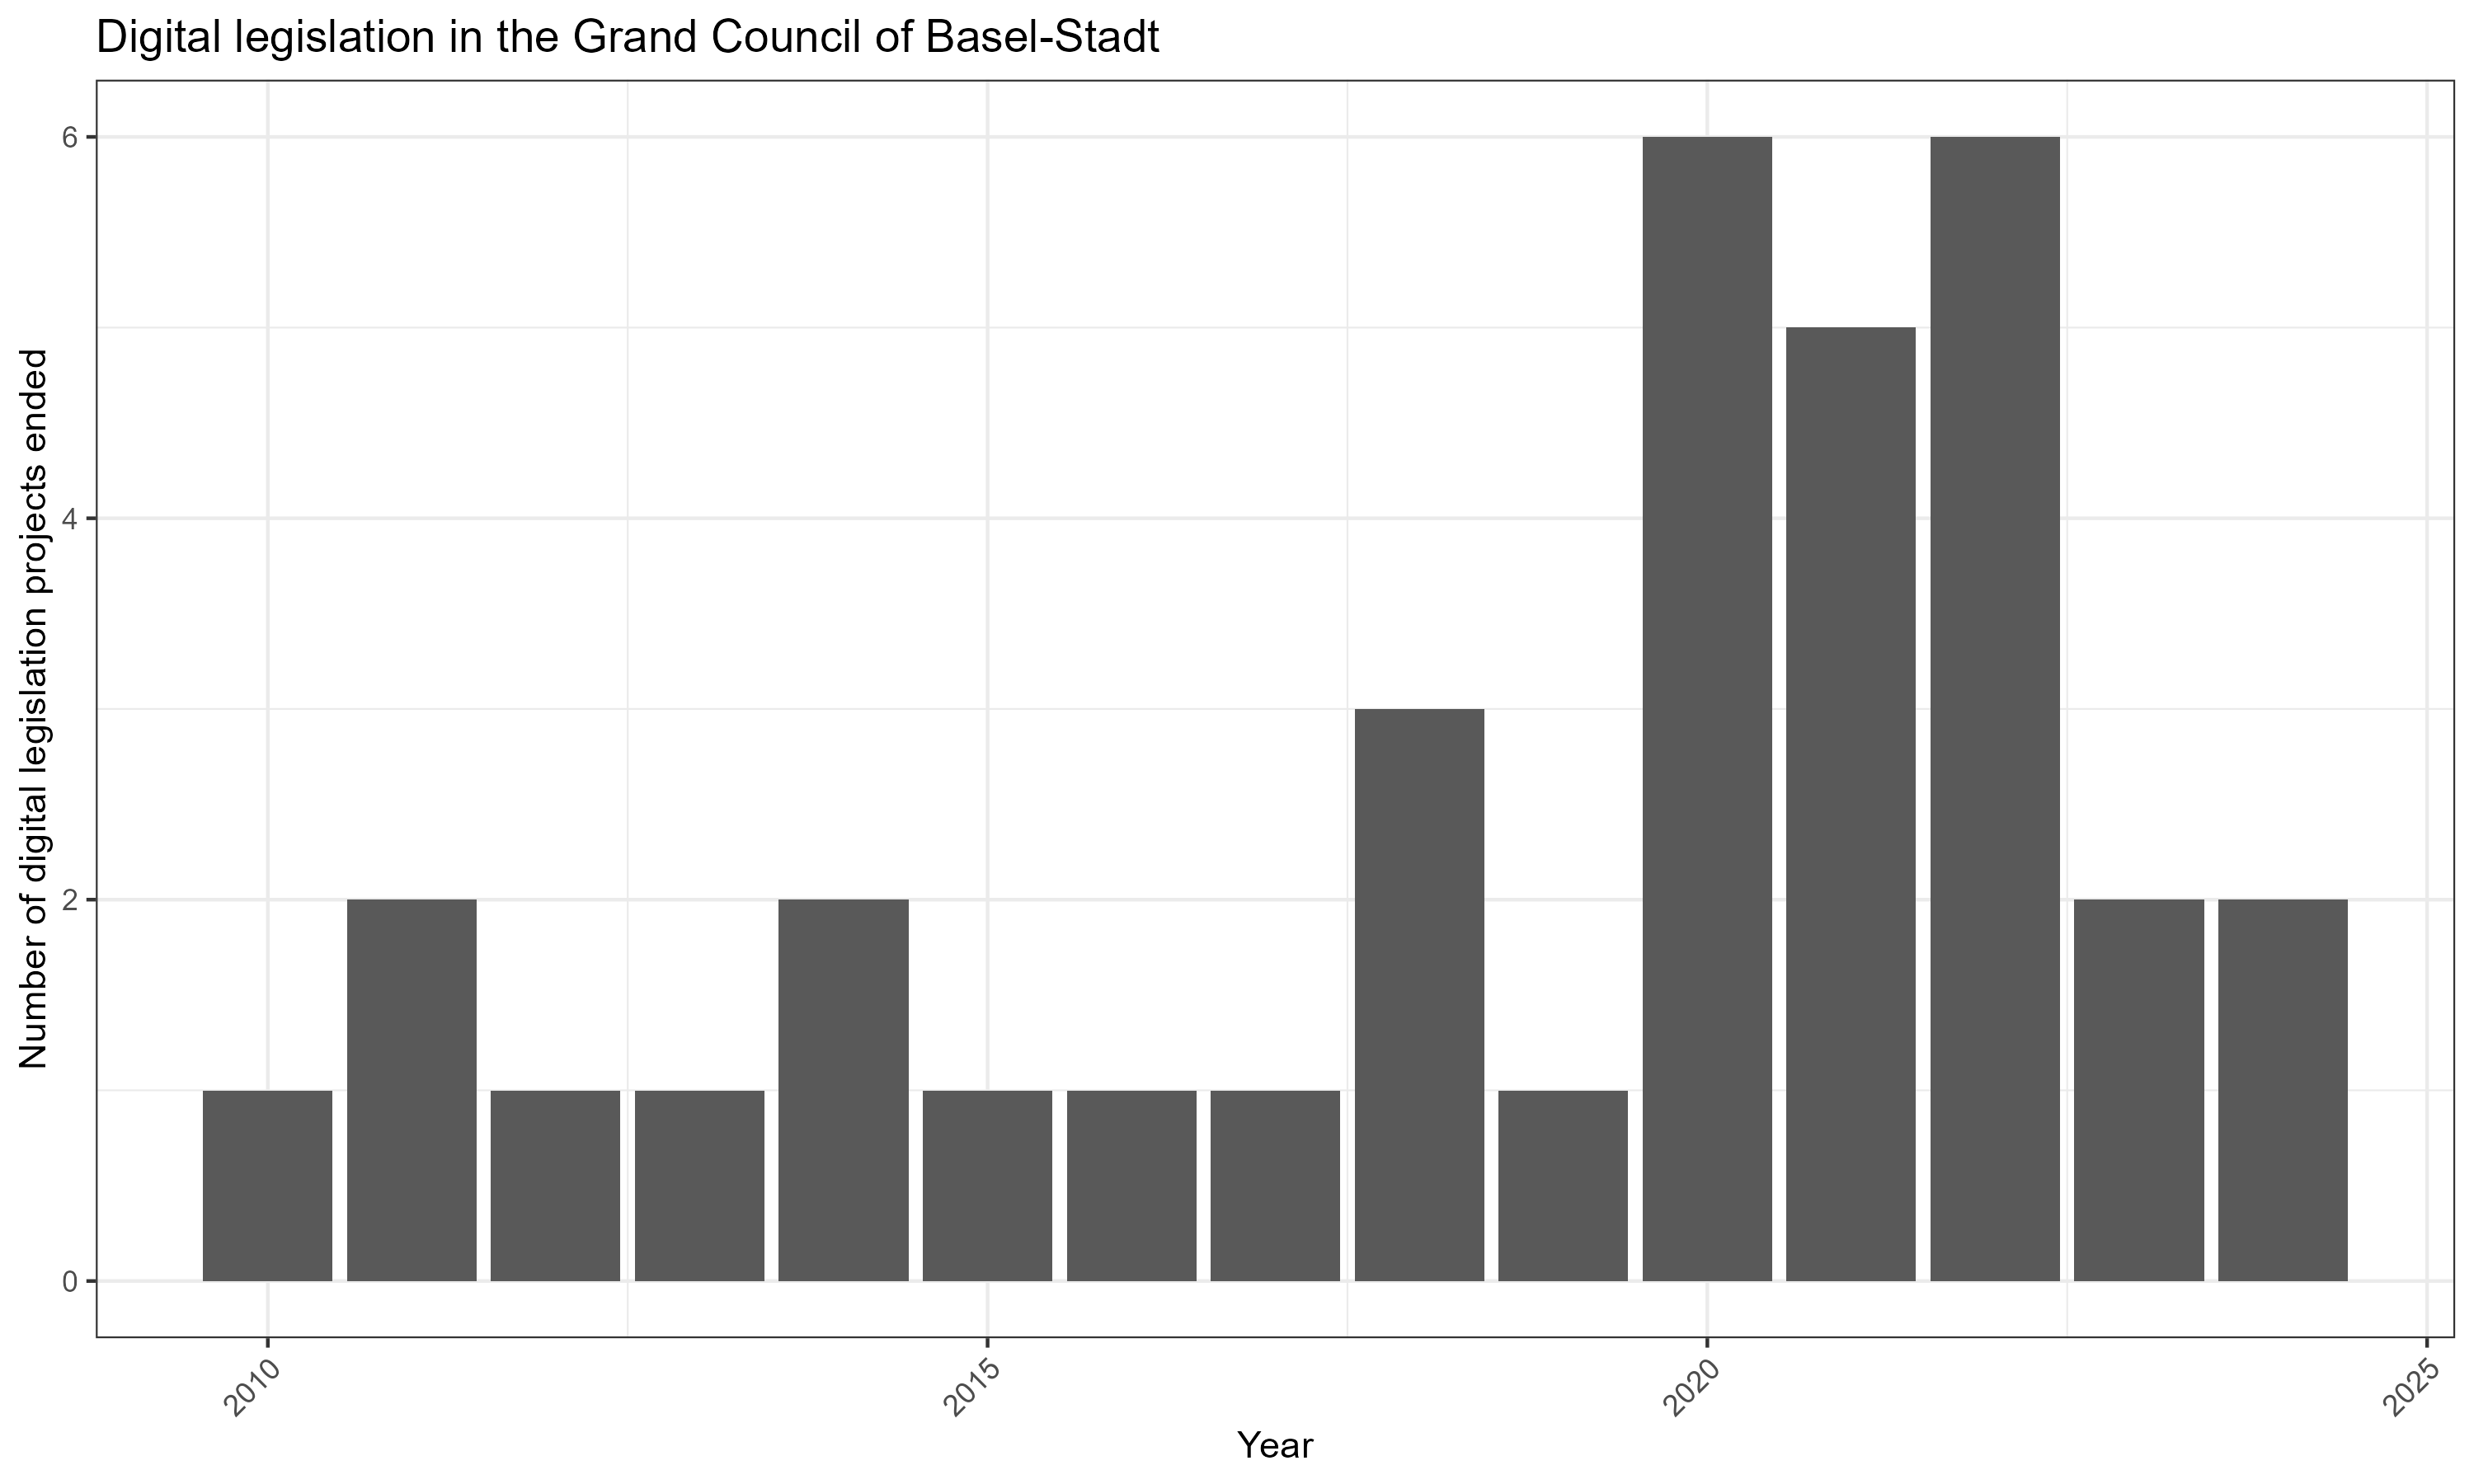 Digital legislation in the Grand Council of Basel-Stadt
Number of digital legislation projects ended
6
4
2
0
2010
2015
2020
2025
Year